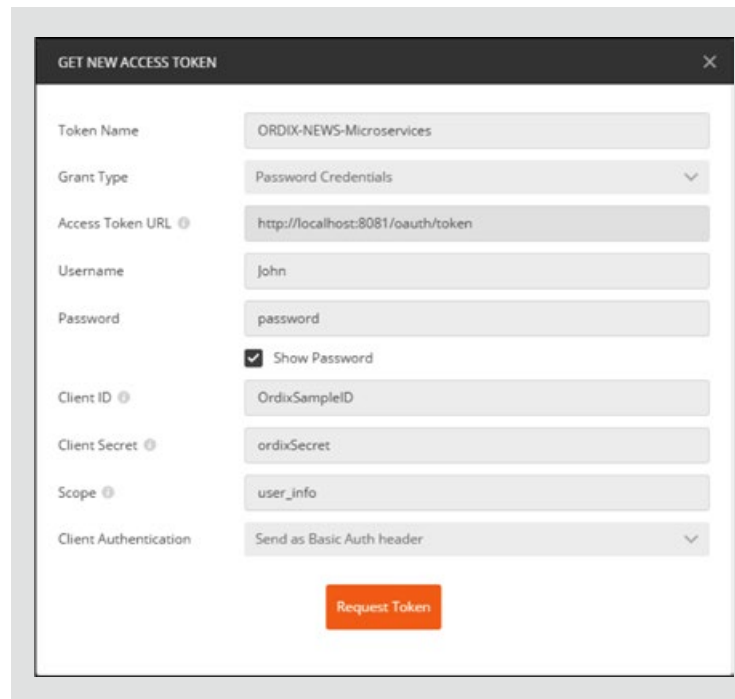 GET NEW ACCESS TOKEN
Token Name ORDIX-NEWS-Microservices
Grant Type Password Credentials
Access Token URL http://localhost:8081/oauth/token
Username John
Password password
Show Password
Client ID OrdixSampleID
Client Secret ordixSecret
Scope user_info
Client Authentication Send as Basic Auth header
Request Token